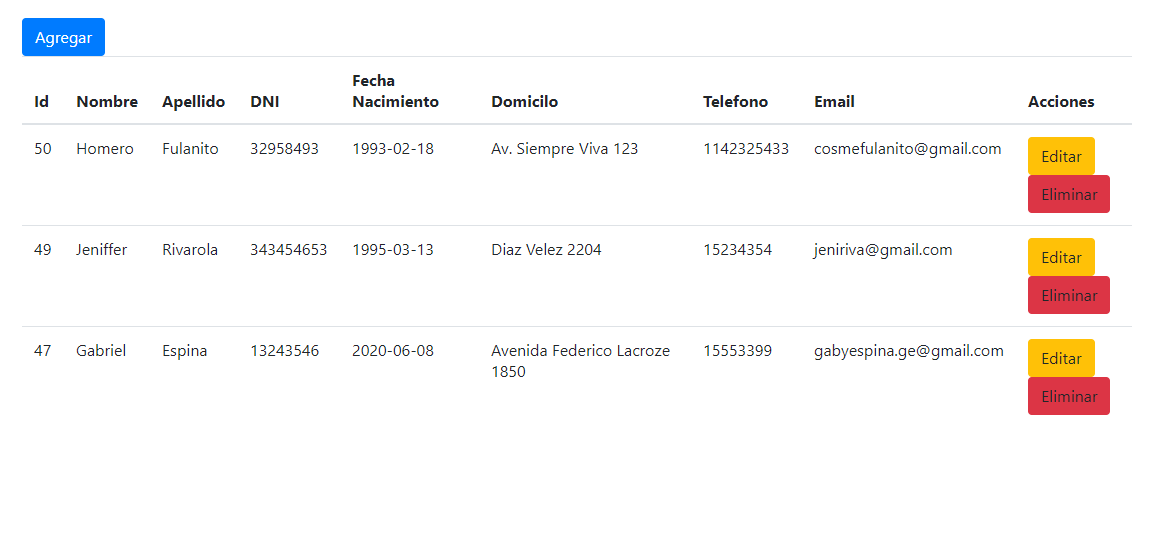 Agregar
Id Nombre Apellido DNI Fecha Nacimiento Domicilo Telefono Email Acciones
50 Homero Fulanito 32958493 1993-02-18 Av. Siempre Viva 123 1142325433 cosmefulanito@gmail.com Editar
Eliminar
49 Jeniffer Rivarola 343454653 1995-03-13 Diaz Velez 2204 15234354 jeniriva@gmail.com Editar
Eliminar
47 Gabriel Espina 13243546 2020-06-08 Avenida Federico Lacroze 1850 15553399 gabyespina.ge@gmail.com Editar
Eliminar